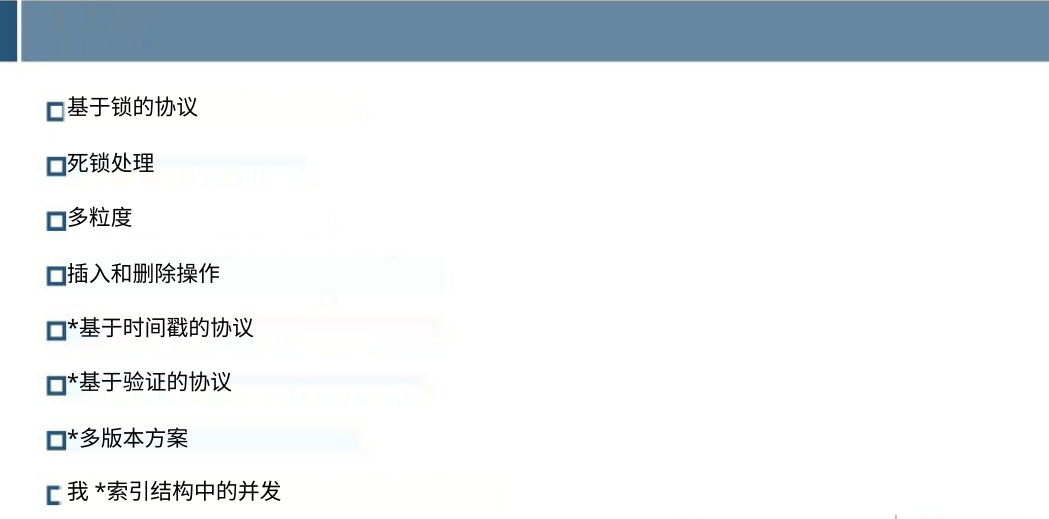 基于锁的协议
死锁处理
多粒度
插入和删除操作
*基于时间戳的协议
*基于验证的协议
*多版本方案
我 *索引结构中的并发